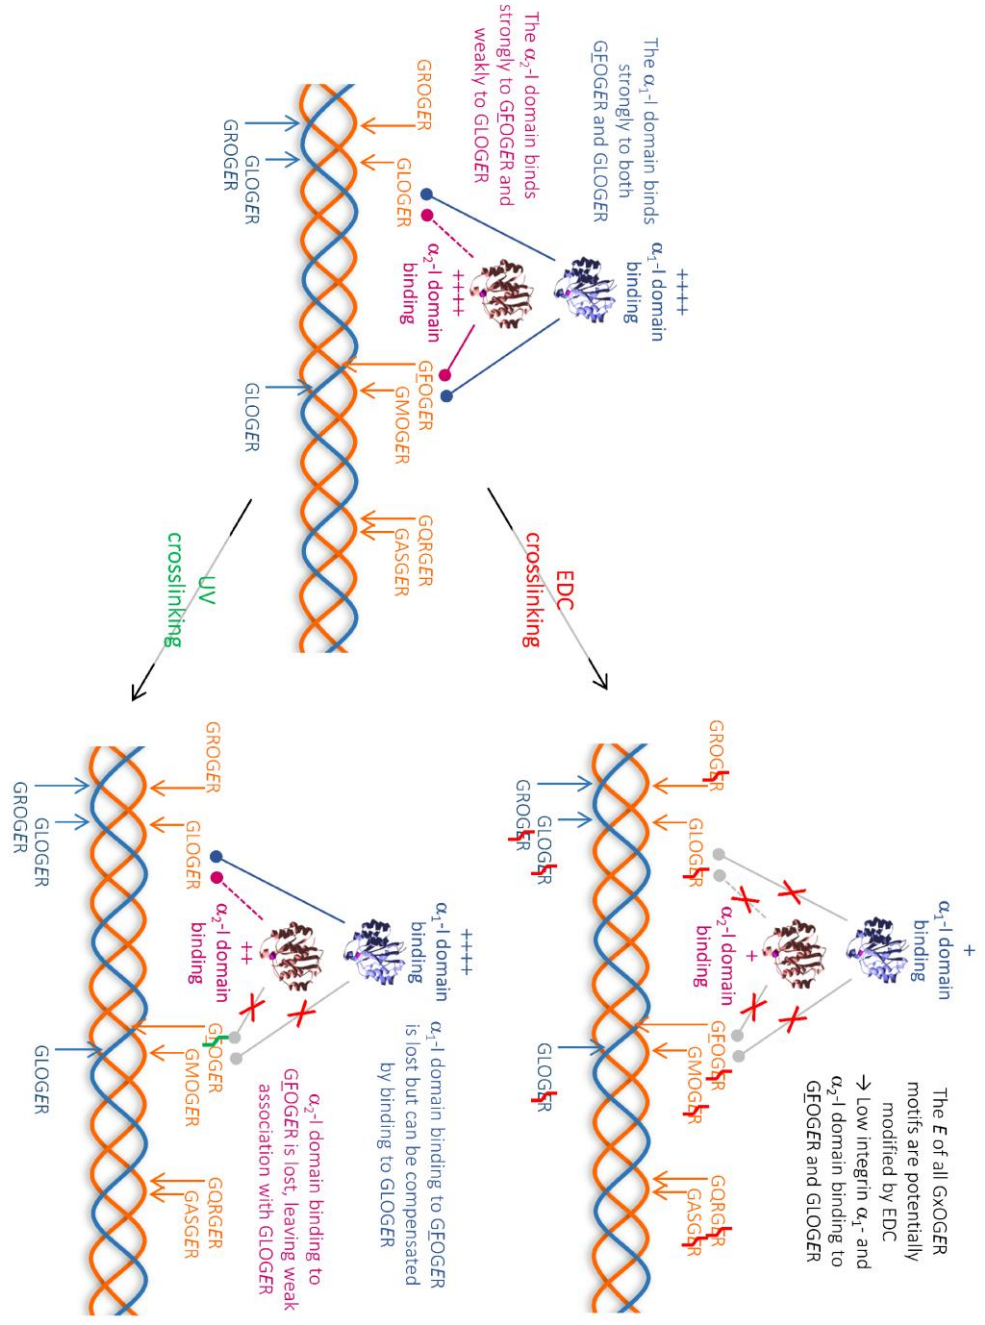 The α₁-I domain binds
strongly to both
GFOGER and GLOGER
The α₂-I domain binds
strongly to GFOGER and
weakly to GLOGER
++++
α₁-I domain
binding
++++
α₂-I domain
binding
GROGER
GLOGER
GFOGER
GMOGER
GQRGER
GASGER
GLOGER
GROGER
GLOGER
EDC
crosslinking
UV
crosslinking
+
α₁-I domain
binding
+
α₂-I domain
binding
The E of all GxOGER
motifs are potentially
modified by EDC
→ Low integrin α₁- and
α₂-I domain binding to
GFOGER and GLOGER
GROGER
GLOGER
GFOGER
GMOGER
GQRGER
GASGER
GLOGER
GROGER
GLOGER
++++
α₁-I domain
binding
++
α₂-I domain
binding
α₁-I domain binding to GFOGER
is lost but can be compensated
by binding to GLOGER
α₂-I domain binding to
GFOGER is lost, leaving weak
association with GLOGER
GROGER
GLOGER
GFOGER
GMOGER
GQRGER
GASGER
GLOGER
GROGER
GLOGER